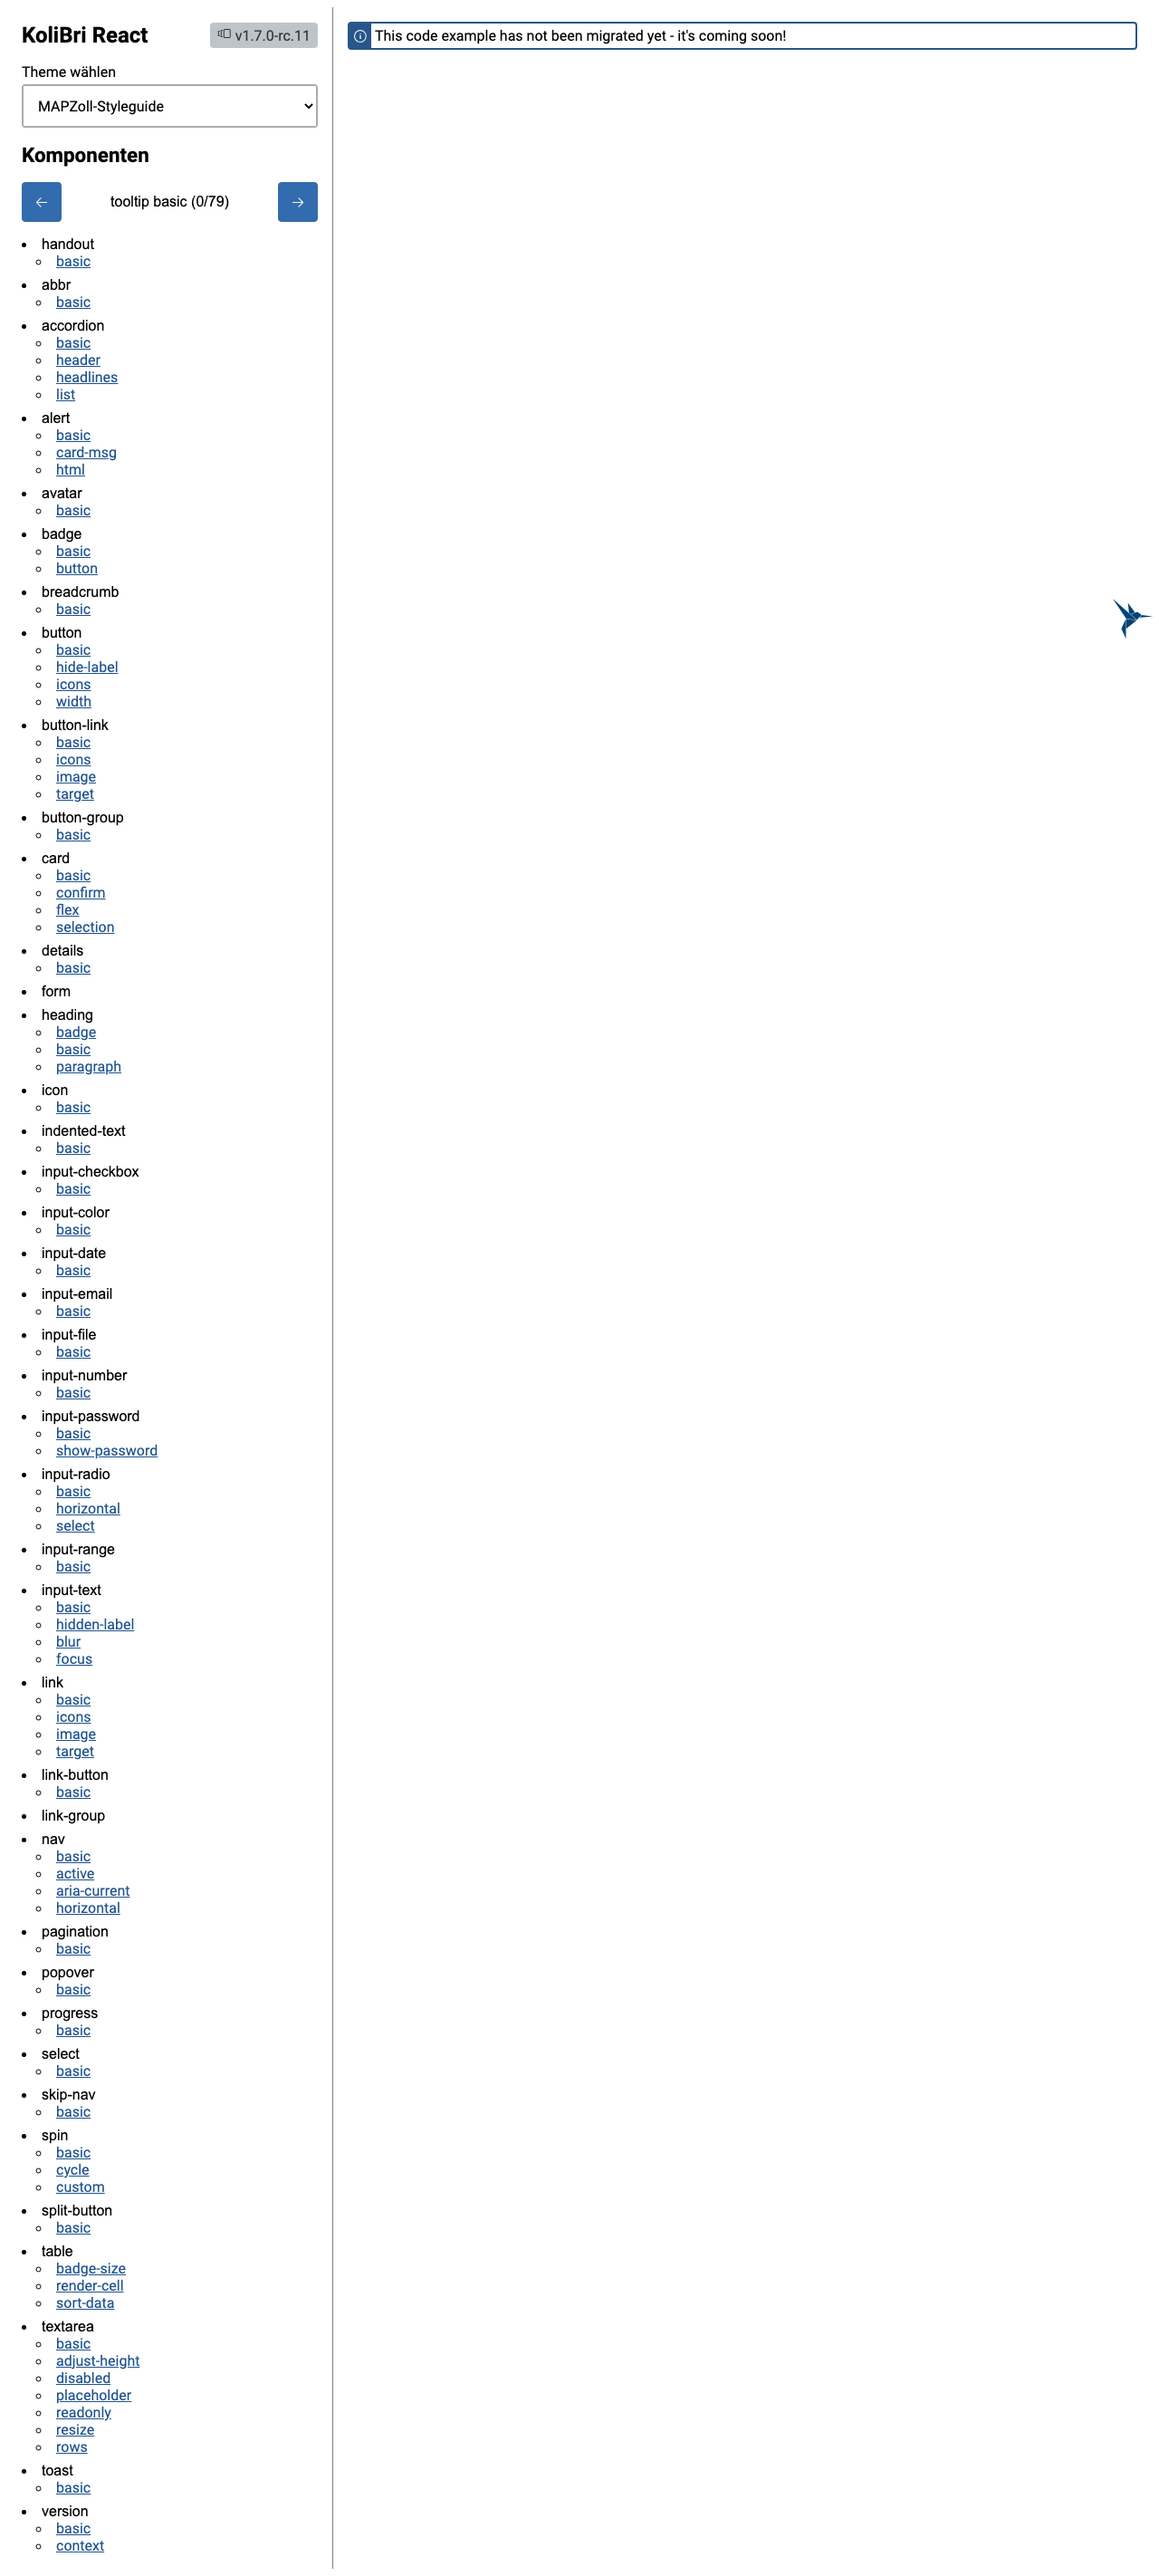 KoliBri React
v1.7.0-rc.11
Theme wählen
MAPZoll-Styleguide
Komponenten
tooltip basic (0/79)
handout
basic
abbr
basic
accordion
basic
header
headlines
list
alert
basic
card-msg
html
avatar
basic
badge
basic
button
breadcrumb
basic
button
basic
hide-label
icons
width
button-link
basic
icons
image
target
button-group
basic
card
basic
confirm
flex
selection
details
basic
form
heading
badge
basic
paragraph
icon
basic
indented-text
basic
input-checkbox
basic
input-color
basic
input-date
basic
input-email
basic
input-file
basic
input-number
basic
input-password
basic
show-password
input-radio
basic
horizontal
select
input-range
basic
input-text
basic
hidden-label
blur
focus
link
basic
icons
image
target
link-button
basic
link-group
nav
basic
active
aria-current
horizontal
pagination
basic
popover
basic
progress
basic
select
basic
skip-nav
basic
spin
basic
cycle
custom
split-button
basic
table
badge-size
render-cell
sort-data
textarea
basic
adjust-height
disabled
placeholder
readonly
resize
rows
toast
basic
version
basic
context
This code example has not been migrated yet - it's coming soon!